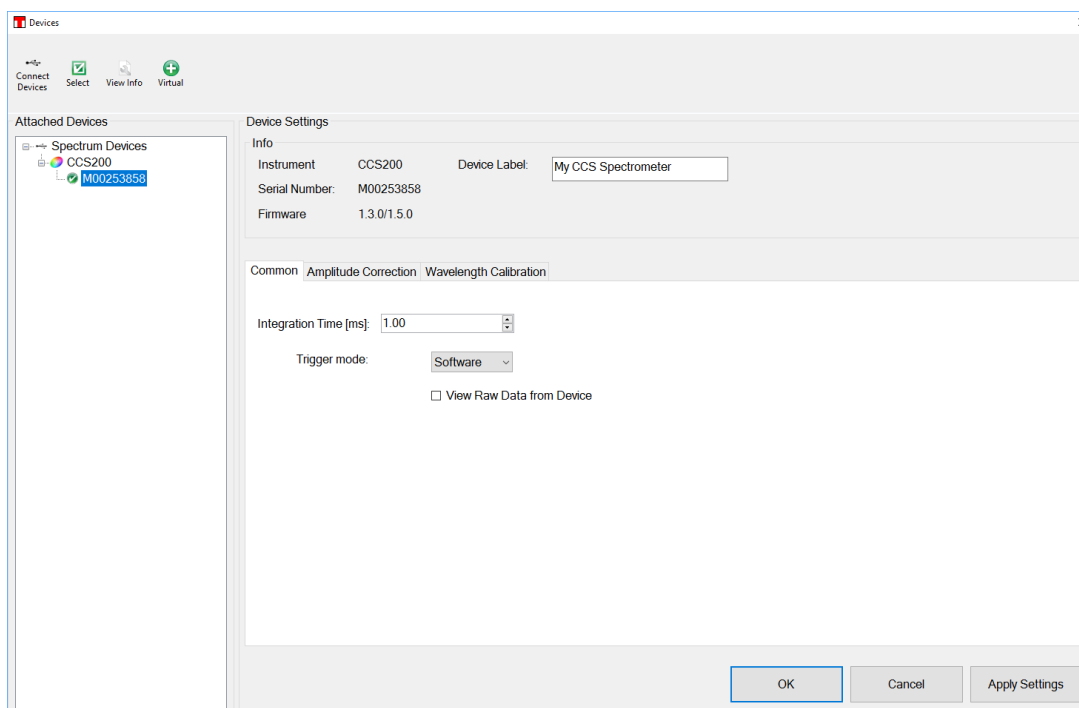 Devices
Connect Devices
Select
View Info
Virtual
Attached Devices
Spectrum Devices
CCS200
M00253858
Device Settings
Info
Instrument CCS200 Device Label: My CCS Spectrometer
Serial Number: M00253858
Firmware 1.3.0/1.5.0
Common Amplitude Correction Wavelength Calibration
Integration Time [ms]: 1.00
Trigger mode: Software
View Raw Data from Device
OK Cancel Apply Settings